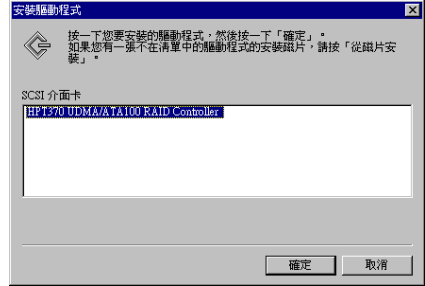 安裝驅動程式
按一下您要安裝的驅動程式，然後按一下「確定」。
如果您有一張不在清單中的驅動程式的安裝磁片，請按「從磁片安
裝」。
SCSI 介面卡
HPT370 UDMA/ATA100 RAID Controller
確定
取消